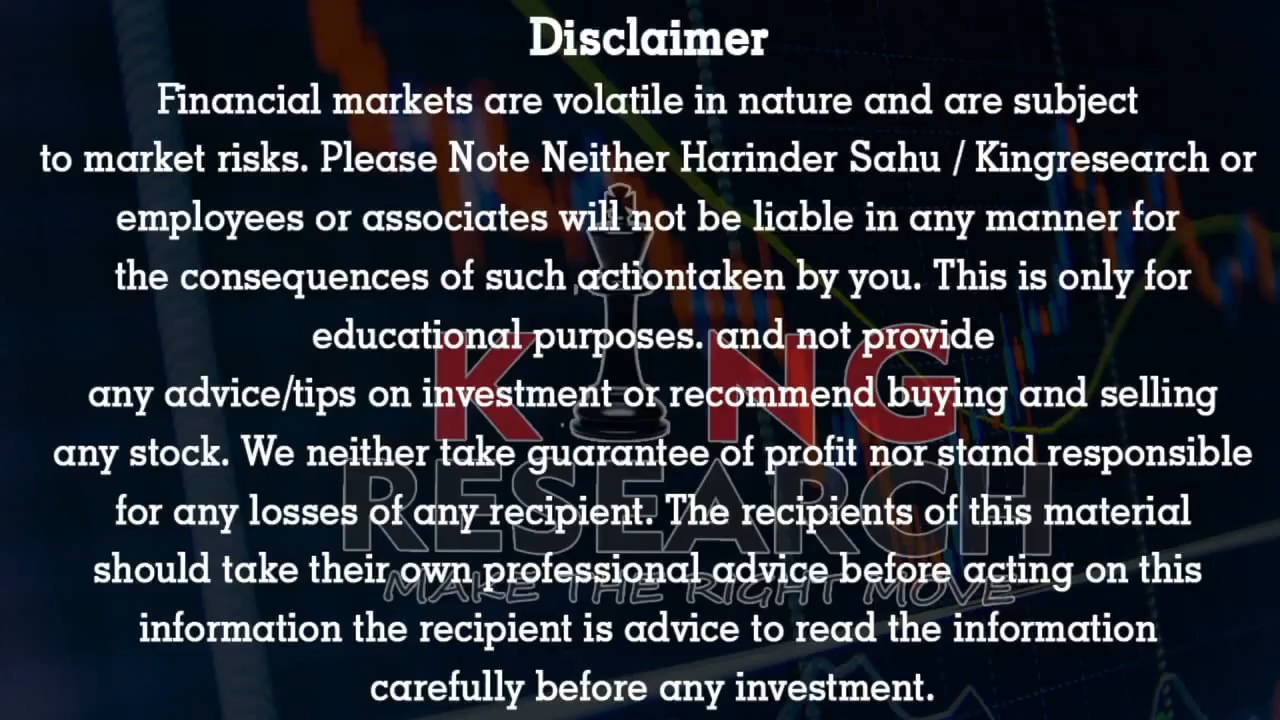 Disclaimer
Financial markets are volatile in nature and are subject
to market risks. Please Note Neither Harinder Sahu / Kingresearch or
employees or associates will not be liable in any manner for
the consequences of such actiontaken by you. This is only for
educational purposes. and not provide
any advice/tips on investment or recommend buying and selling
any stock. We neither take guarantee of profit nor stand responsible
for any losses of any recipient. The recipients of this material
should take their own professional advice before acting on this
information the recipient is advice to read the information
carefully before any investment.
K NG
RESEARCH
MAKE THE RIGHT MOVE